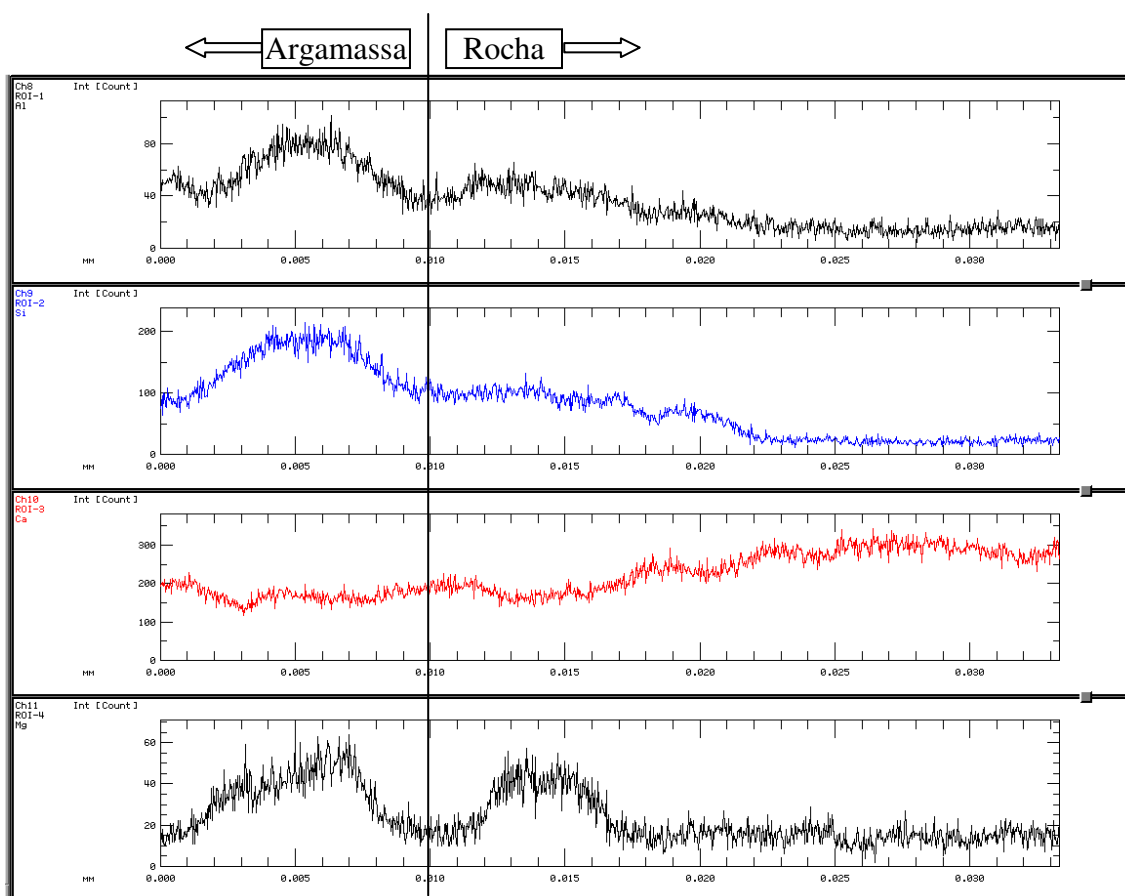 Argamassa Rocha
Ch8 Int [Count]
ROI-1
Al
80
40
0
MM 0.000 0.005 0.010 0.015 0.020 0.025 0.030
Ch9 Int [Count]
ROI-2
Si
200
100
0
MM 0.000 0.005 0.010 0.015 0.020 0.025 0.030
Ch10 Int [Count]
ROI-3
Ca
300
200
100
0
MM 0.000 0.005 0.010 0.015 0.020 0.025 0.030
Ch11 Int [Count]
ROI-4
Mg
60
40
20
0
MM 0.000 0.005 0.010 0.015 0.020 0.025 0.030